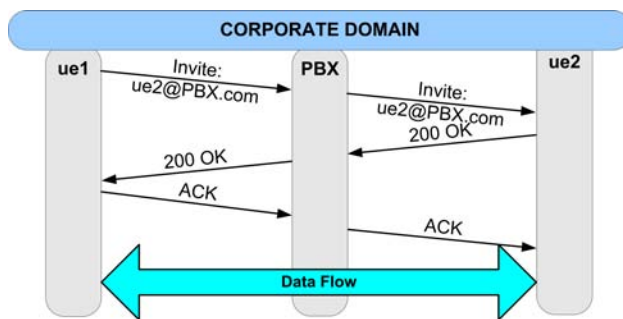 CORPORATE DOMAIN
ue1
PBX
ue2
Invite:
ue2@PBX.com
Invite:
ue2@PBX.com
200 OK
200 OK
ACK
ACK
Data Flow